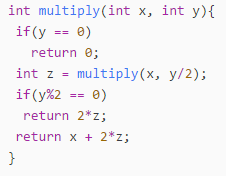 int multiply(int x, int y){
 if(y == 0)
   return 0;
 int z = multiply(x, y/2);
 if(y%2 == 0)
  return 2*z;
 return x + 2*z;
}